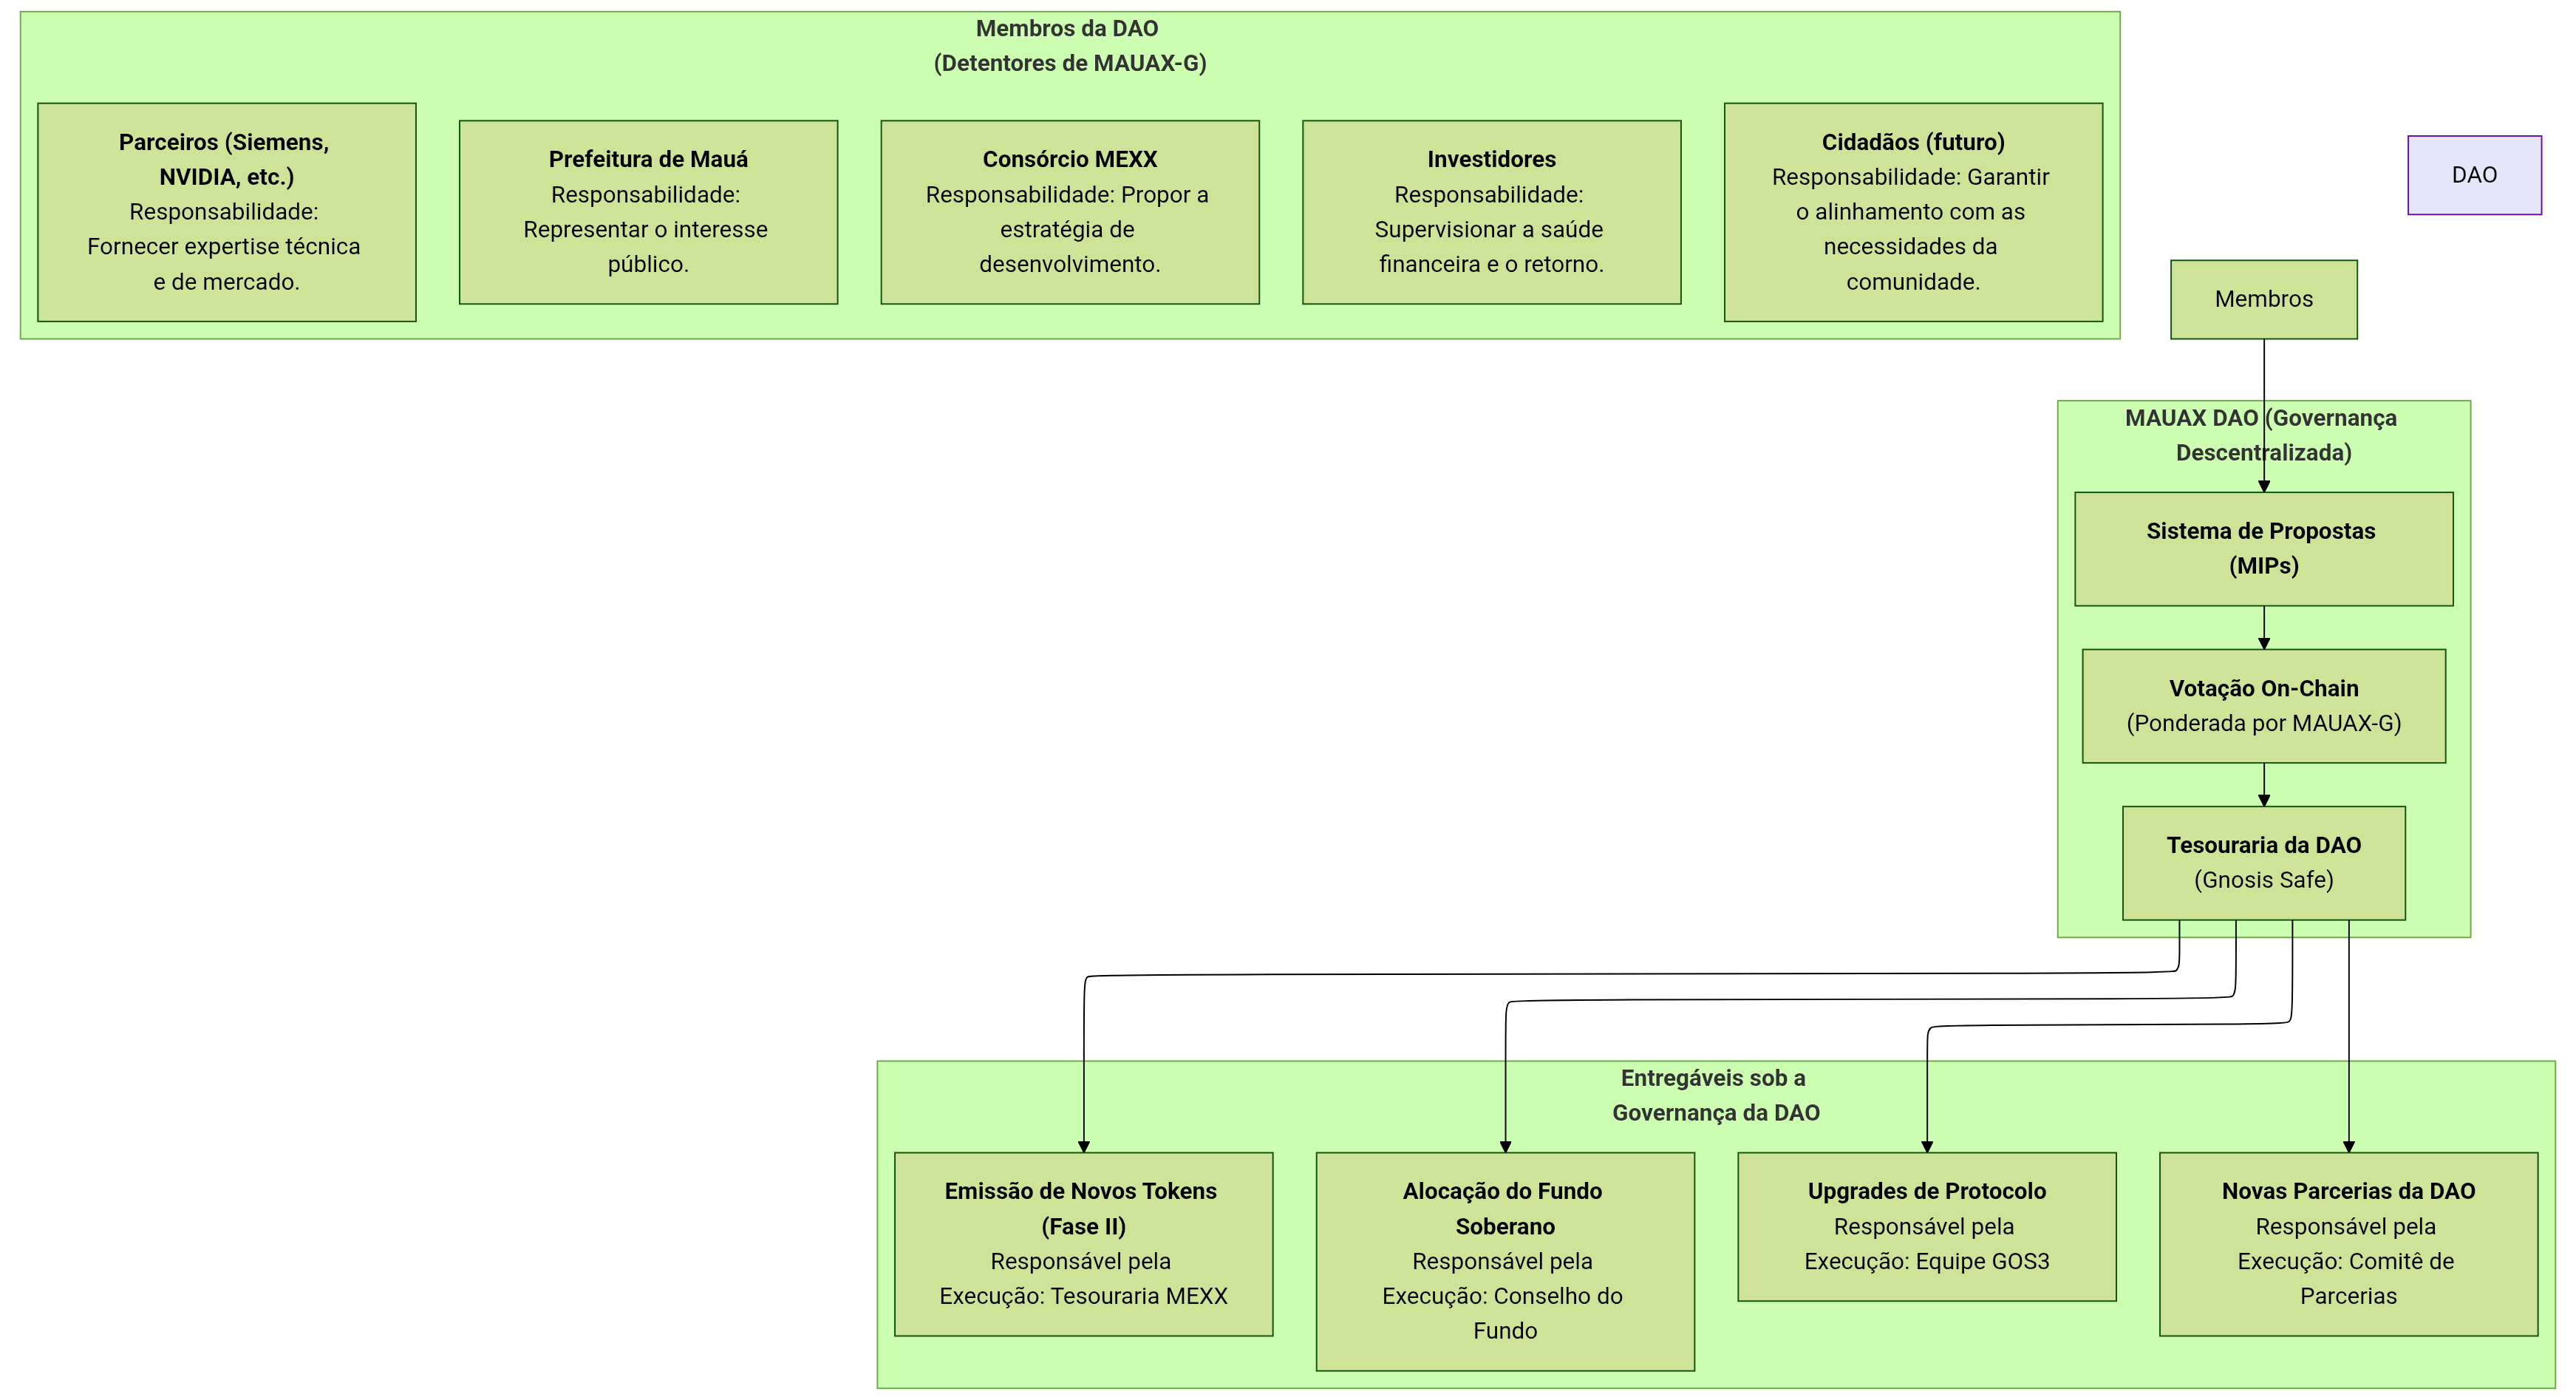 Membros da DAO
(Detentores de MAUAX-G)
Parceiros (Siemens,
NVIDIA, etc.)
Responsabilidade:
Fornecer expertise técnica
e de mercado.
Prefeitura de Mauá
Responsabilidade:
Representar o interesse
público.
Consórcio MEXX
Responsabilidade: Propor a
estratégia de
desenvolvimento.
Investidores
Responsabilidade:
Supervisionar a saúde
financeira e o retorno.
Cidadãos (futuro)
Responsabilidade: Garantir
o alinhamento com as
necessidades da
comunidade.
DAO
Membros
MAUAX DAO (Governança
Descentralizada)
Sistema de Propostas
(MIPs)
Votação On-Chain
(Ponderada por MAUAX-G)
Tesouraria da DAO
(Gnosis Safe)
Entregáveis sob a
Governança da DAO
Emissão de Novos Tokens
(Fase II)
Responsável pela
Execução: Tesouraria MEXX
Alocação do Fundo
Soberano
Responsável pela
Execução: Conselho do
Fundo
Upgrades de Protocolo
Responsável pela
Execução: Equipe GOS3
Novas Parcerias da DAO
Responsável pela
Execução: Comitê de
Parcerias